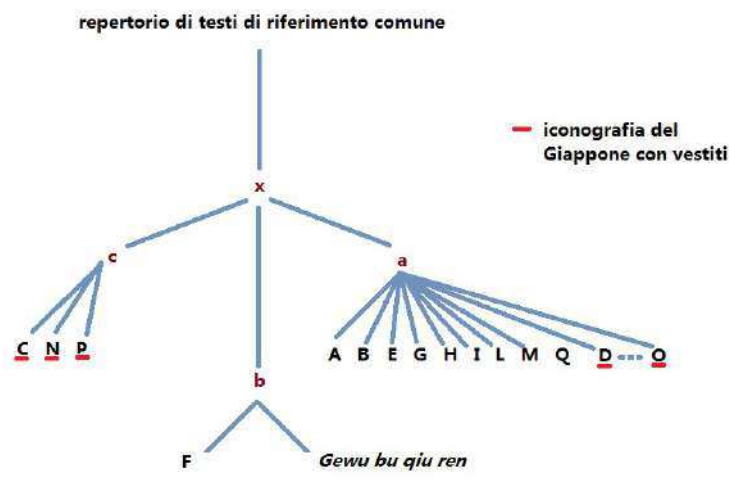 repertorio di testi di riferimento comune
iconografia del
Giappone con vestiti
x
c
a
C N P
A B E G H I L M Q D O
b
F Gewu bu qiu ren